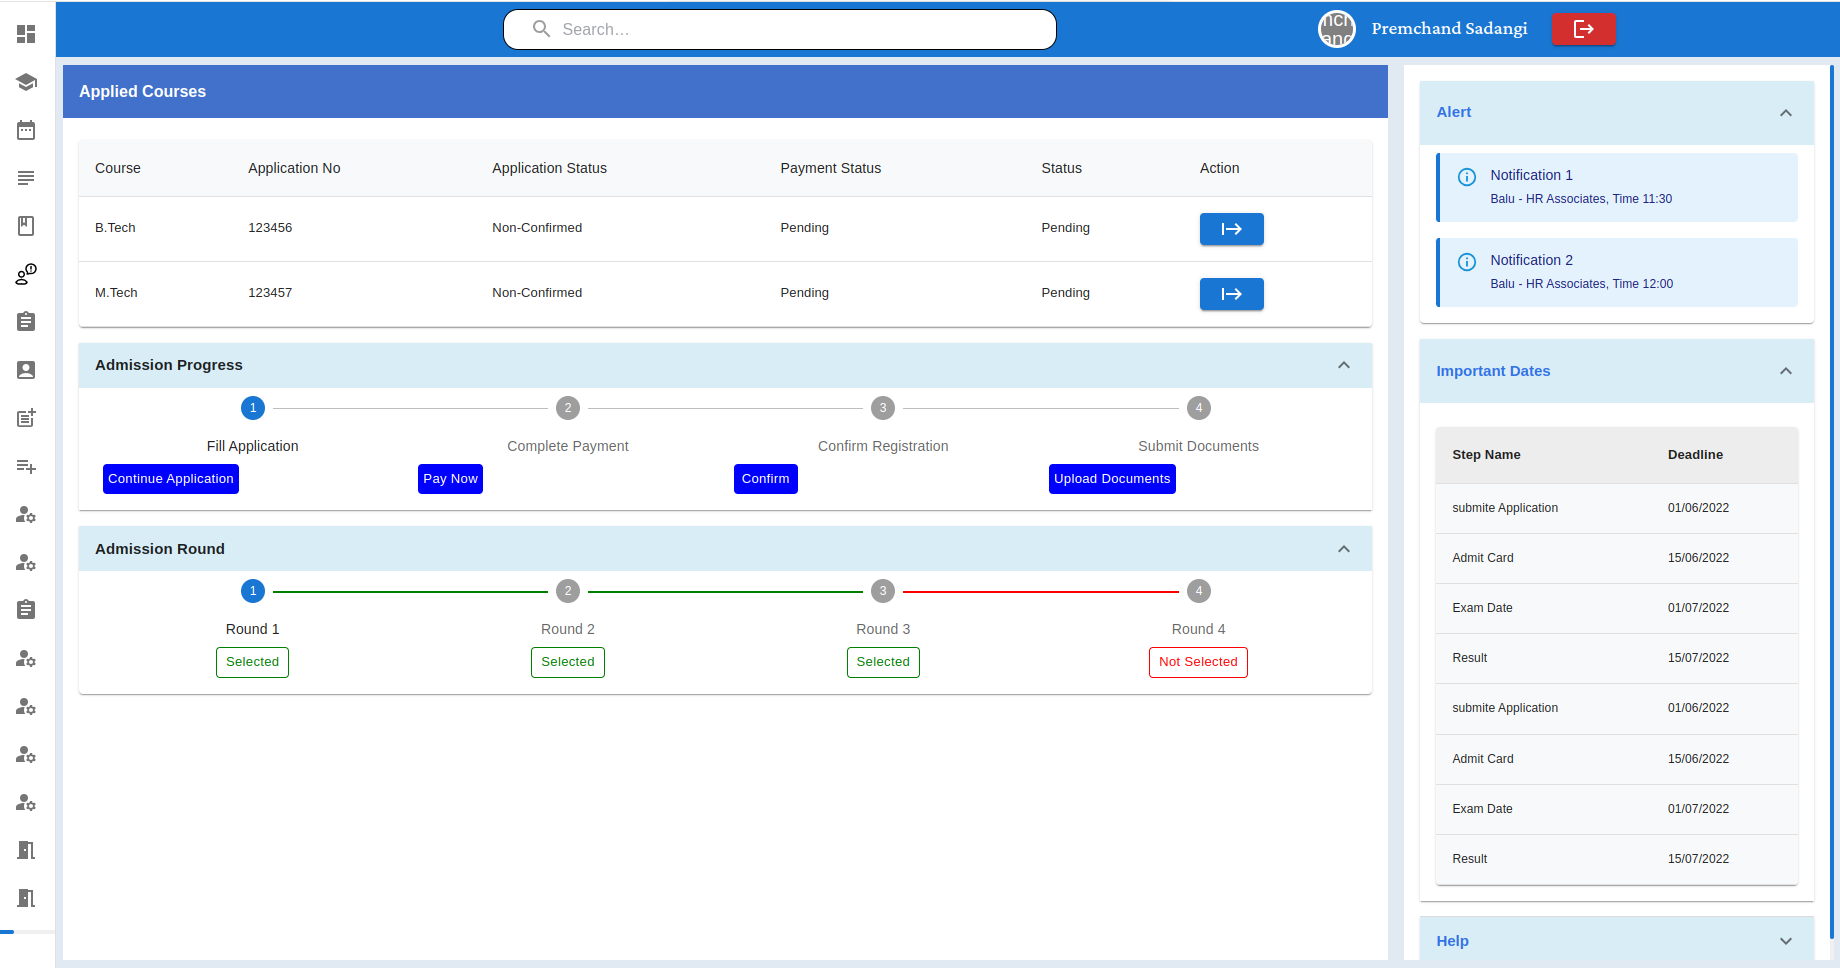 Search…
nch
and
Premchand Sadangi
Applied Courses
Course Application No Application Status Payment Status Status Action
B.Tech 123456 Non-Confirmed Pending Pending
M.Tech 123457 Non-Confirmed Pending Pending
Admission Progress
1 2 3 4
Fill Application Complete Payment Confirm Registration Submit Documents
Continue Application Pay Now Confirm Upload Documents
Admission Round
1 2 3 4
Round 1 Round 2 Round 3 Round 4
Selected Selected Selected Not Selected
Alert
Notification 1
Balu - HR Associates, Time 11:30
Notification 2
Balu - HR Associates, Time 12:00
Important Dates
Step Name Deadline
submite Application 01/06/2022
Admit Card 15/06/2022
Exam Date 01/07/2022
Result 15/07/2022
submite Application 01/06/2022
Admit Card 15/06/2022
Exam Date 01/07/2022
Result 15/07/2022
Help